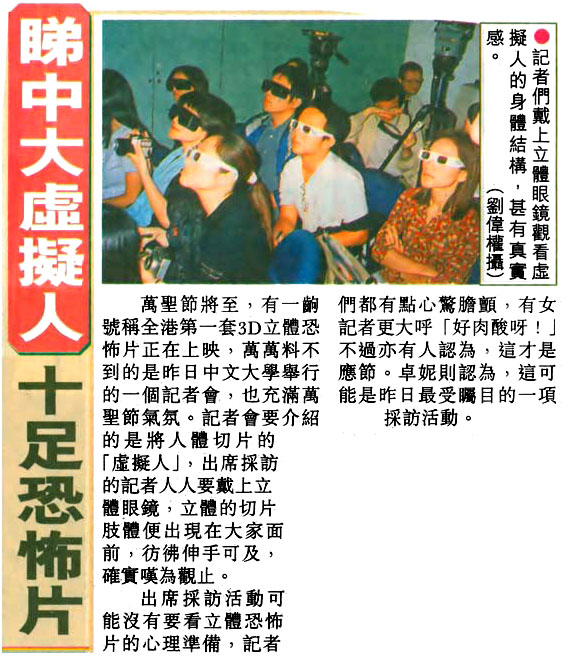 睇中大虛擬人
十足恐怖片
●記者們戴上立體眼鏡觀看虛
擬人的身體結構，甚有真實
感。
（劉偉權攝）
萬聖節將至，有一齣
號稱全港第一套3D立體恐
怖片正在上映，萬萬料不
到的是昨日中文大學舉行
的一個記者會，也充滿萬
聖節氣氛。記者會要介紹
的是將人體切片的
「虛擬人」，出席採訪
的記者人人要戴上立
體眼鏡，立體的切片
肢體便出現在大家面
前，彷彿伸手可及，
確實嘆為觀止。
出席採訪活動可
能沒有要看立體恐怖
片的心理準備，記者
們都有點心驚膽顫，有女
記者更大呼「好肉酸呀！」
不過亦有人認為，這才是
應節。卓妮則認為，這可
能是昨日最受矚目的一項
採訪活動。